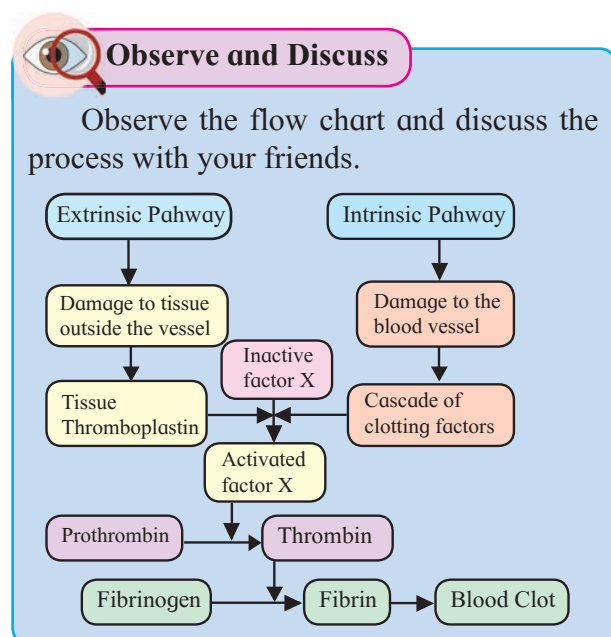 Observe and Discuss
Observe the flow chart and discuss the
process with your friends.
Extrinsic Pahway
Intrinsic Pahway
Damage to tissue
outside the vessel
Damage to the
blood vessel
Inactive
factor X
Tissue
Thromboplastin
Cascade of
clotting factors
Activated
factor X
Prothrombin
Thrombin
Fibrinogen
Fibrin
Blood Clot